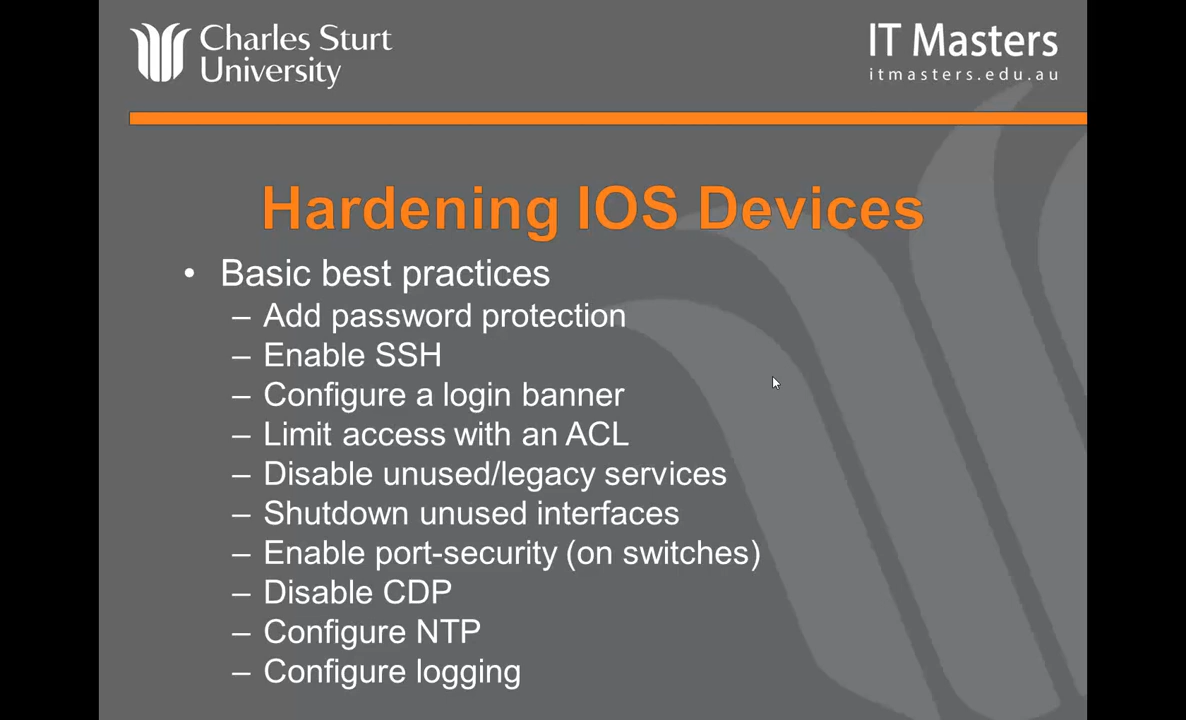 Charles Sturt
University
IT Masters
itmasters.edu.au
Hardening IOS Devices
• Basic best practices
– Add password protection
– Enable SSH
– Configure a login banner
– Limit access with an ACL
– Disable unused/legacy services
– Shutdown unused interfaces
– Enable port-security (on switches)
– Disable CDP
– Configure NTP
– Configure logging